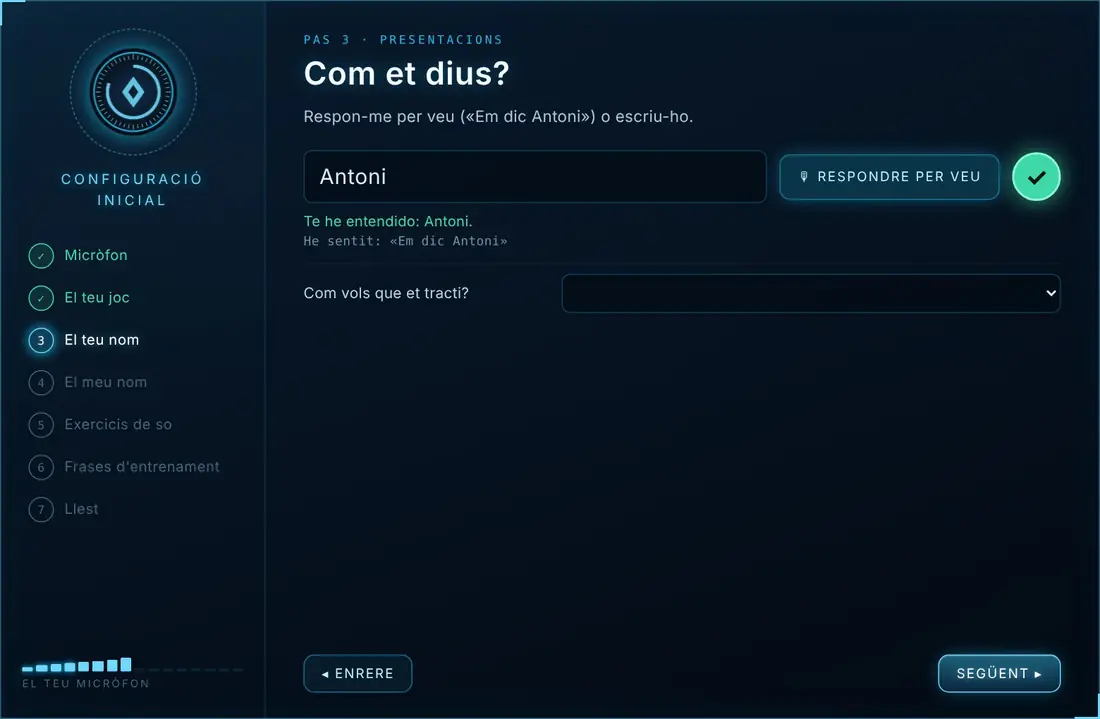 CONFIGURACIÓ
INICIAL
✓ Micròfon
✓ El teu joc
3 El teu nom
4 El meu nom
5 Exercicis de so
6 Frases d'entrenament
7 Llest
EL TEU MICRÒFON
PAS 3 · PRESENTACIONS
Com et dius?
Respon-me per veu («Em dic Antoni») o escriu-ho.
Antoni
RESPONDRE PER VEU
Te he entendido: Antoni.
He sentit: «Em dic Antoni»
Com vols que et tracti?
◂ ENRERE
SEGÜENT ▸